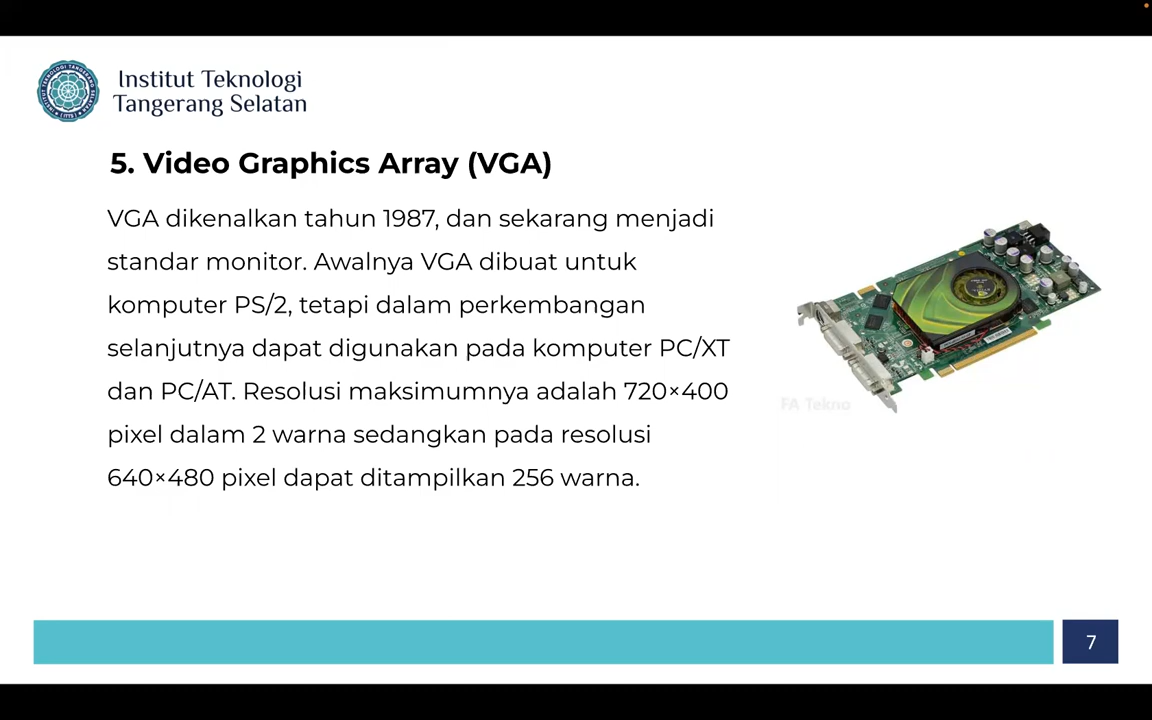 Institut Teknologi
Tangerang Selatan
5. Video Graphics Array (VGA)
VGA dikenalkan tahun 1987, dan sekarang menjadi
standar monitor. Awalnya VGA dibuat untuk
komputer PS/2, tetapi dalam perkembangan
selanjutnya dapat digunakan pada komputer PC/XT
dan PC/AT. Resolusi maksimumnya adalah 720×400
pixel dalam 2 warna sedangkan pada resolusi
640×480 pixel dapat ditampilkan 256 warna.
FA Tekno
7